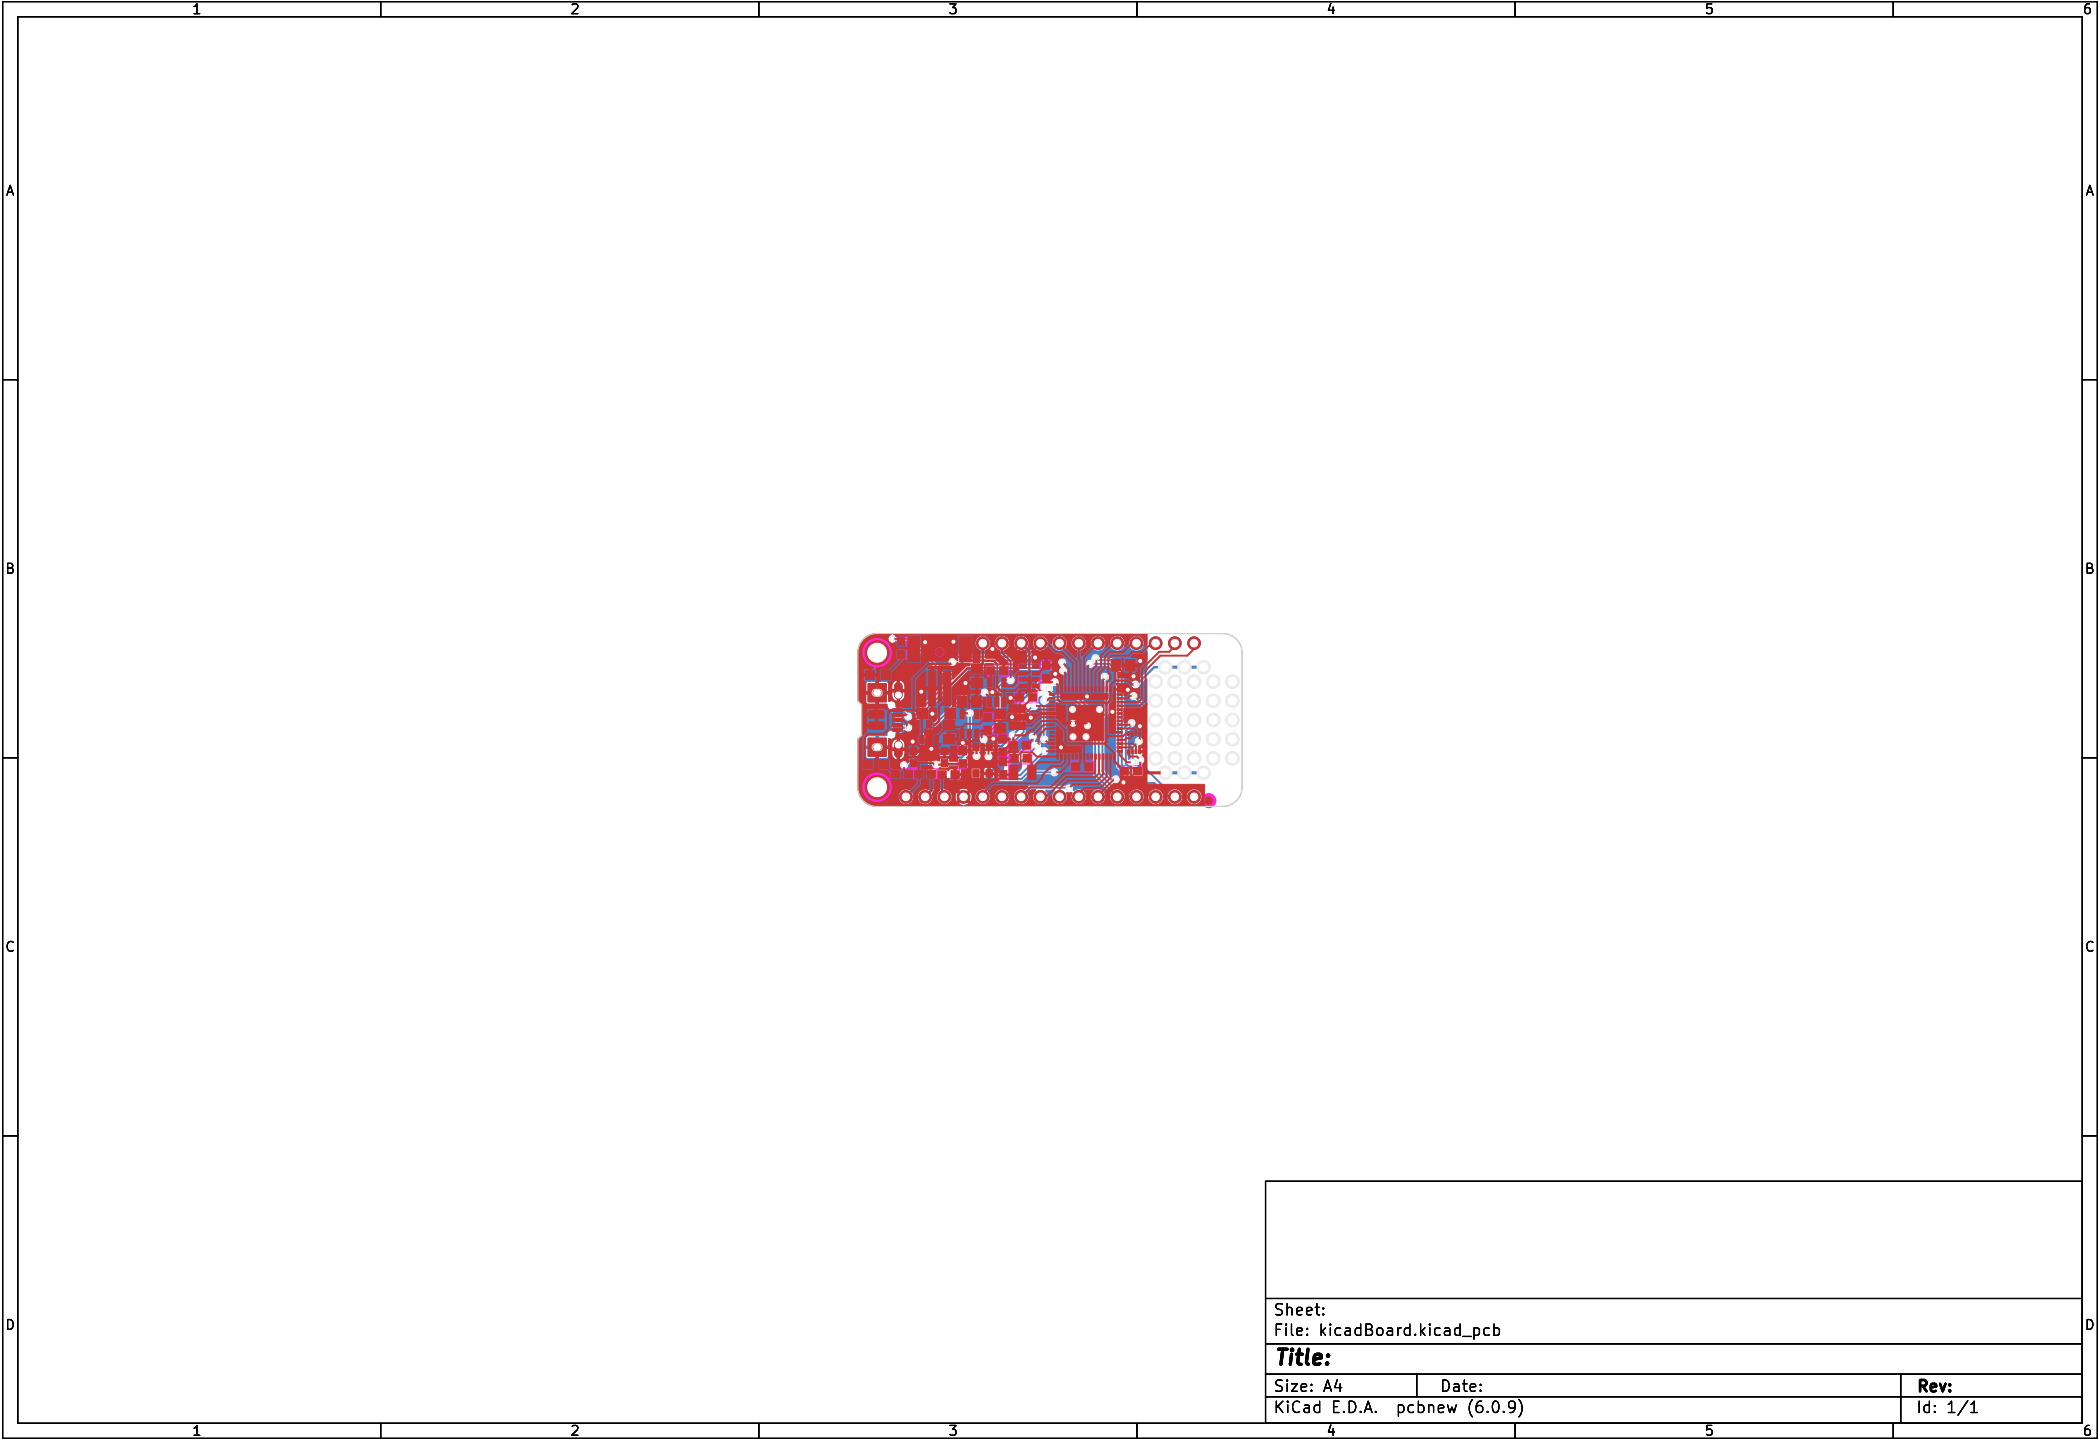 1 2 3 4 5 6
A A
B B
C C
Sheet:
File: kicadBoard.kicad_pcb
D D
Title:
Size: A4 Date: Rev:
KiCad E.D.A. pcbnew (6.0.9) Id: 1/1
1 2 3 4 5 6